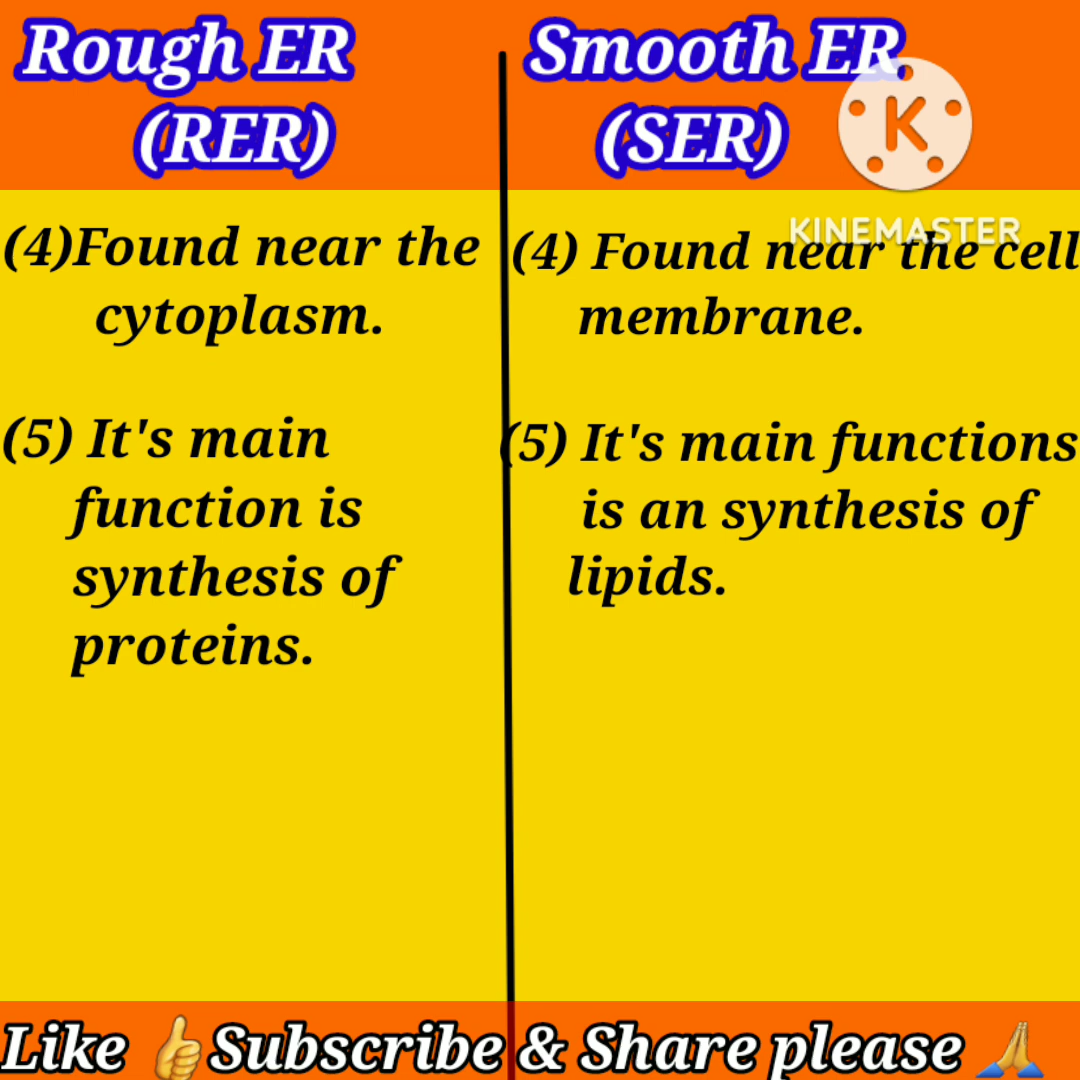 Rough ER
(RER)
Smooth ER
(SER)
K
KINEMASTER
(4)Found near the
cytoplasm.
(5) It's main
function is
synthesis of
proteins.
(4) Found near the cell
membrane.
(5) It's main functions
is an synthesis of
lipids.
Like 👍Subscribe & Share please 🙏